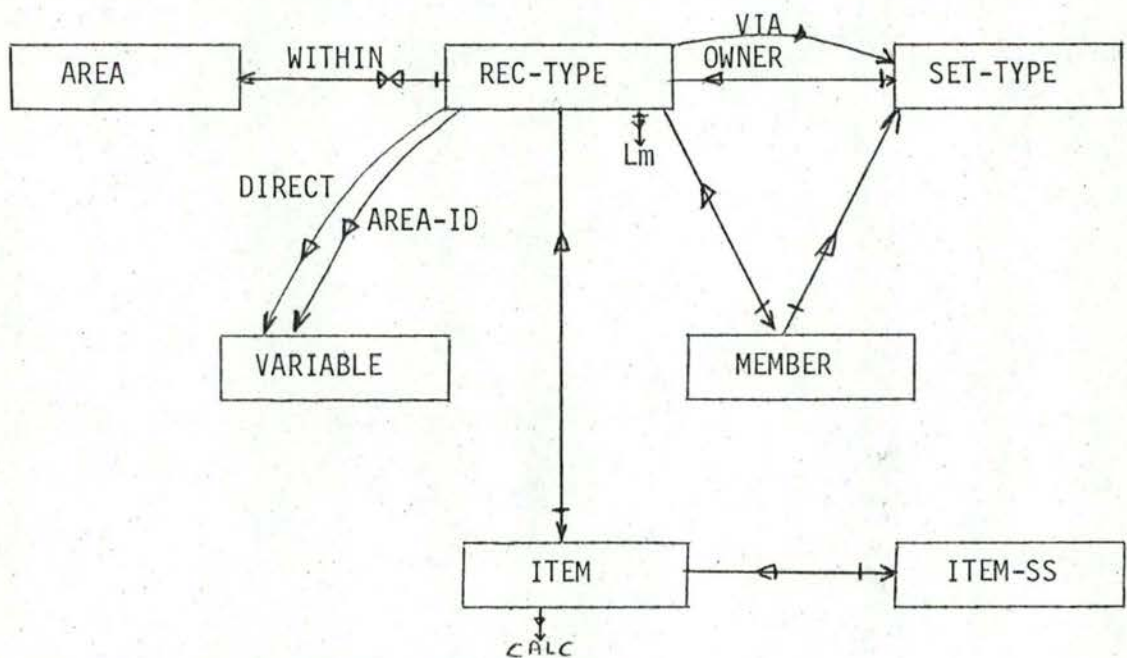 VIA
AREA
WITHIN
REC-TYPE
OWNER
SET-TYPE
Lm
DIRECT
AREA-ID
VARIABLE
MEMBER
ITEM
ITEM-SS
CALC